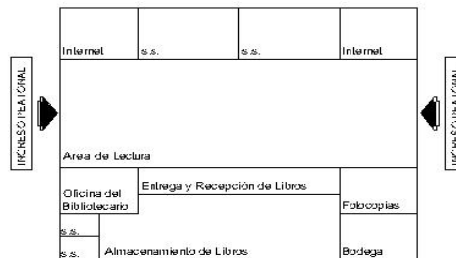 Internet
s.s.
s.s.
Internet
INGRESO PEATONAL
INGRESO PEATONAL
Area de Lectura
Oficina del
Bibliotecario
Entrega y Recepción de Libros
Fotocopias
s.s.
s.s.
Almacenamiento de Libros
Bodega